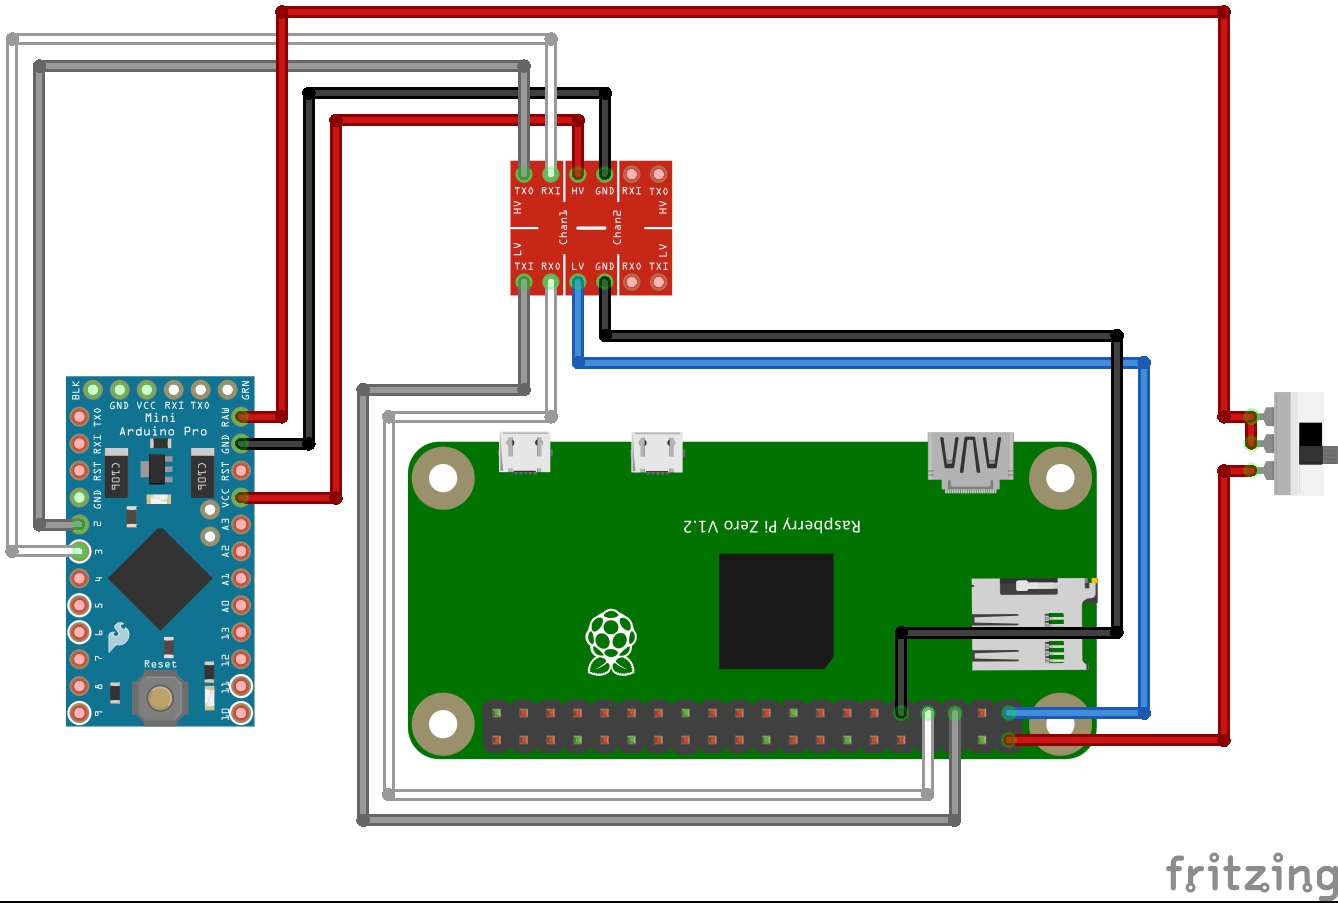 TXO RXI HV GND RXI TXO
HV HV
Chan1 Chan2
LV LV
TXI RXO LV GND RXO TXI
BLK GRN
GND VCC RXI TXO
Mini
Arduino Pro
TXO RAW
RXI GND
RST RST
GND VCC
2 A3
3 A2
4 A1
5 A0
6 13
7 12
8 11
9 10
C106 C106
Reset
Raspberry Pi Zero V1.2
fritzing